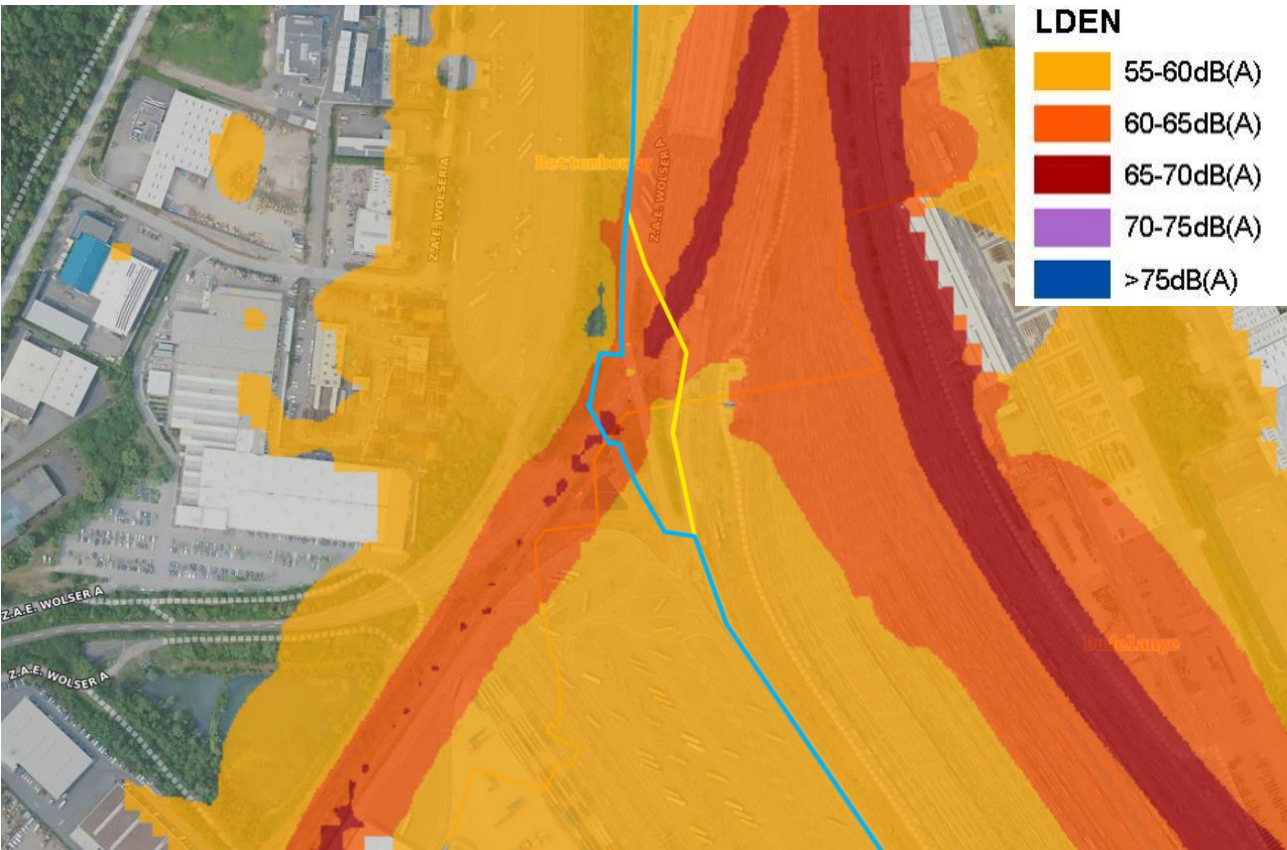 LDEN
55-60dB(A)
60-65dB(A)
65-70dB(A)
70-75dB(A)
>75dB(A)
Bettembourg
Z.A.E. WOLSER A
Z.A.E. WOLSER A
Z.A.E. WOLSER A
Dudelange
Z.A.E. WOLSER A